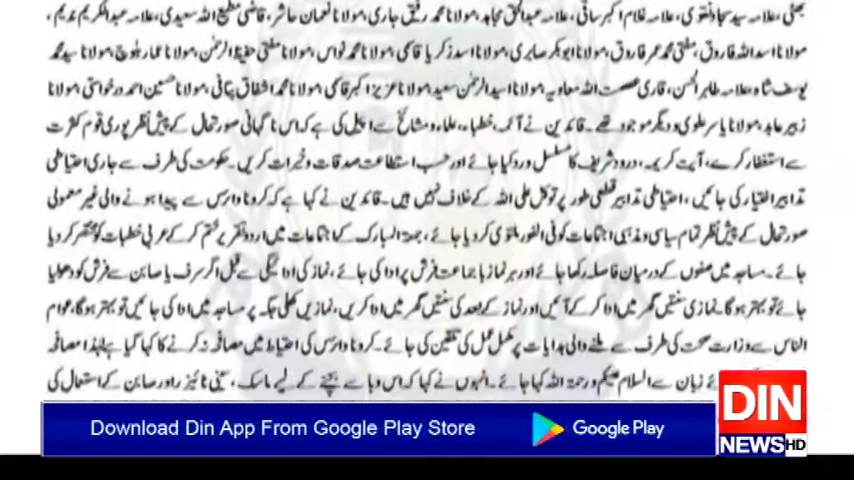 بھٹی، علامہ سید سجاد نقوی، علامہ غلام اکبر ساقی، علامہ عبدالحق مجاہد، مولانا محمد رفیق جامی، مولانا نعمان حاشر، قاضی مطیع اللہ سعیدی، علامہ عبدالکریم ندیم،
مولانا اسد اللہ فاروق، مفتی محمد عمر فاروق، مولانا ابوبکر صابری، مولانا اسد زکریا قاسمی، مولانا محمد نواس، مولانا مفتی حفیظ الرحمٰن، مولانا عمار بلوچ، سید محمد
یوسف شاہ، علامہ طاہر الحسن، قاری عصمت اللہ معاویہ، مولانا اسید الرحمٰن سعید، مولانا عزیز اکبر قاسمی، مولانا محمد اشفاق پتافی، مولانا حسین احمد درخواستی، مولانا
زبیر عابد، مولانا یاسر علوی و دیگر موجود تھے۔ قائدین نے آئمہ، خطباء، علماء و مشائخ سے اپیل کی ہے کہ اس ناگہانی صورتحال کے پیش نظر پوری قوم کثرت
سے استغفار کرے، آیت کریمہ، درود شریف کا مسلسل ورد کیا جائے اور حسب استطاعت صدقات و خیرات کریں۔ حکومت کی طرف سے جاری احتیاطی
تدابیر اختیار کی جائیں، احتیاطی تدابیر قطعی طور پر توکل علی اللہ کے خلاف نہیں ہیں۔ قائدین نے کہا ہے کہ کرونا وائرس سے پیدا ہونے والی غیر معمولی
صورتحال کے پیش نظر تمام سیاسی و مذہبی اجتماعات کو فی الفور ملتوی کر دیا جائے، جمعۃ المبارک کے اجتماعات میں اردو تقریر ختم کر کے عربی خطبات کو مختصر کر دیا
جائے۔ مساجد میں صفوں کے درمیان فاصلہ رکھا جائے اور ہر نماز باجماعت فرش پر ادا کی جائے، نماز کی ادائیگی سے قبل اگر سرف یا صابن سے فرش کو دھولیا
جائے تو بہتر ہوگا۔ نمازی سنتیں گھر میں ادا کر کے آئیں اور نماز کے بعد کی سنتیں گھر میں ادا کریں، نمازیں کھلی جگہ پر مساجد میں ادا کی جائیں تو بہتر ہوگا، عوام
الناس سے وزارت صحت کی طرف سے ملنے والی ہدایات پر مکمل عمل کی تلقین کی جائے۔ کرونا وائرس کی احتیاط میں مصافحہ نہ کرنے کا کہا گیا ہے لہٰذا مصافحہ
زبان سے السلام علیکم ورحمۃ اللہ کہا جائے۔ انہوں نے کہا کہ اس وبا سے بچنے کے لیے ماسک، سینی ٹائیزر اور صابن کے استعمال کی
Download Din App From Google Play Store
Google Play
DIN
NEWS HD